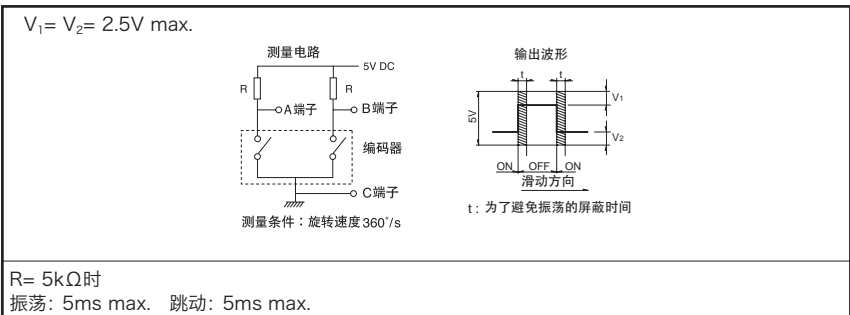 V₁= V₂= 2.5V max.
测量电路
5V DC
R
R
A端子
B端子
编码器
C端子
测量条件：旋转速度360°/s
输出波形
t
t
V₁
5V
V₂
ON
OFF
ON
滑动方向
t：为了避免振荡的屏蔽时间
R= 5kΩ时
振荡: 5ms max. 跳动: 5ms max.